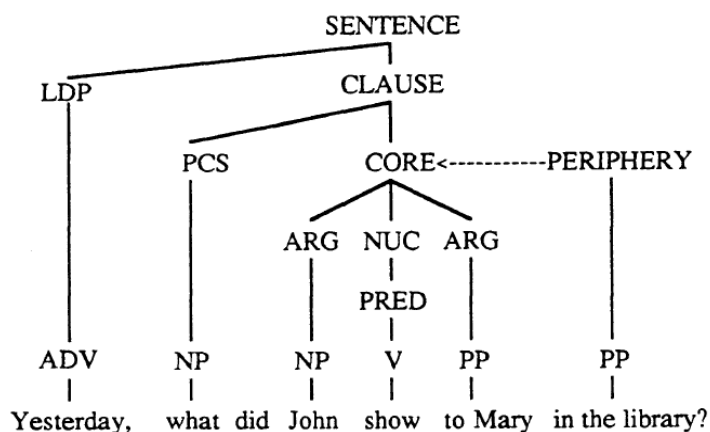 SENTENCE
LDP CLAUSE
PCS CORE<-----------PERIPHERY
ARG NUC ARG
PRED
ADV NP NP V PP PP
Yesterday, what did John show to Mary in the library?